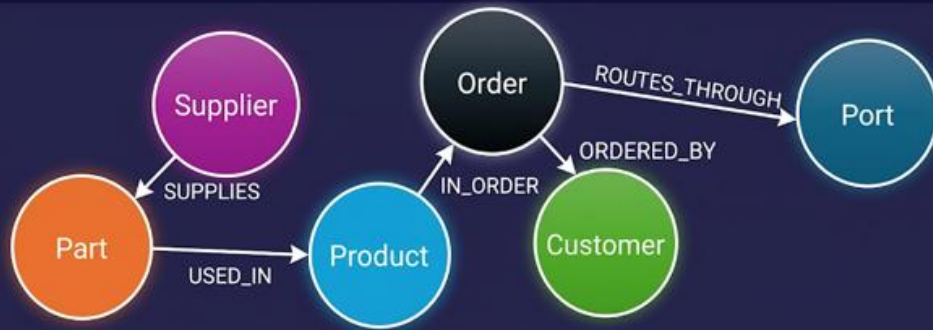 Order
ROUTES_THROUGH
Supplier
Port
ORDERED_BY
SUPPLIES
IN_ORDER
Part
Product
Customer
USED_IN